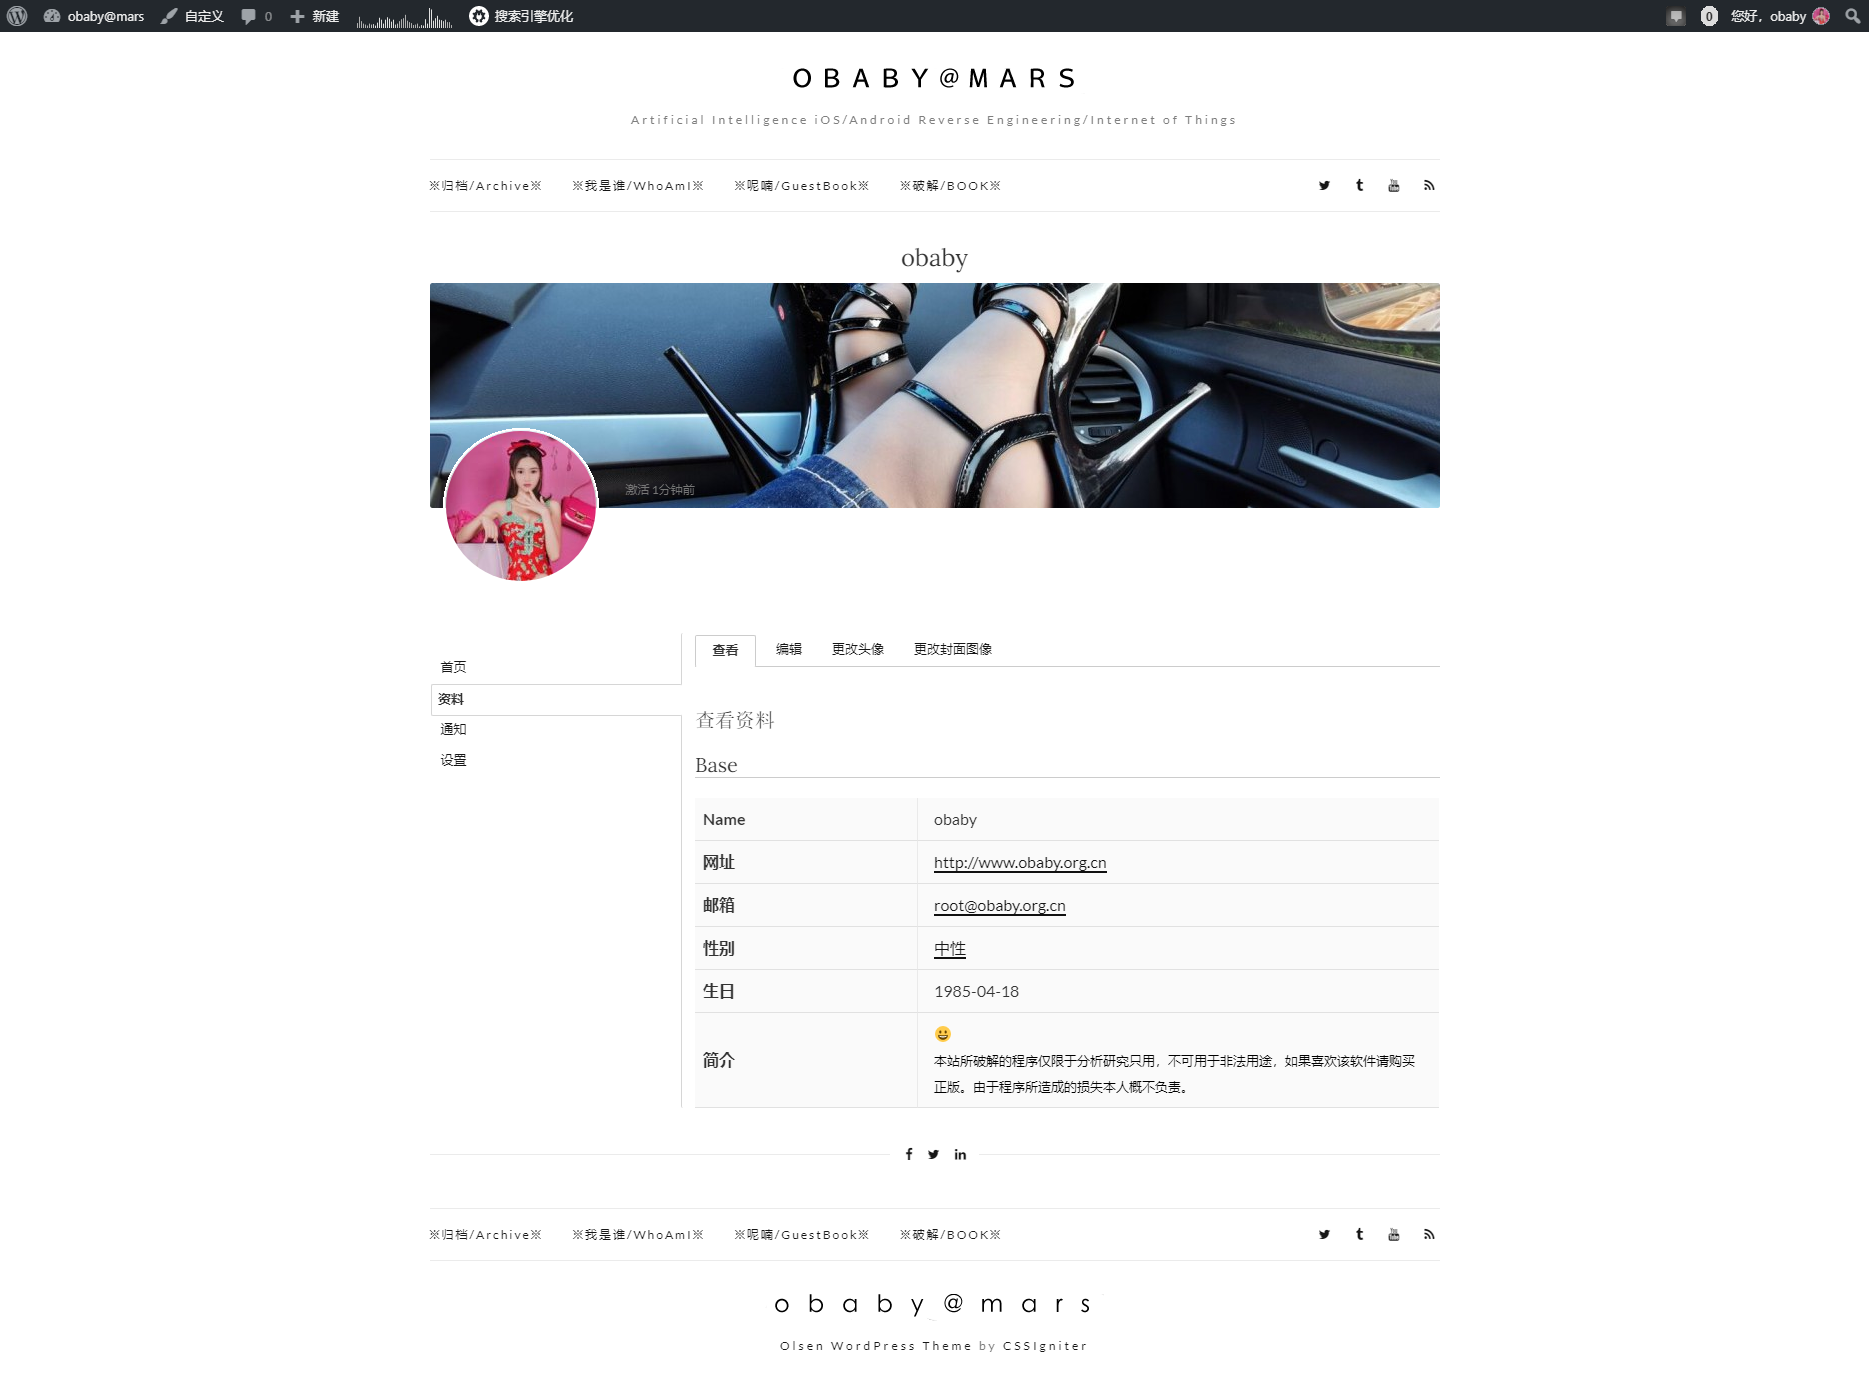 obaby@mars 自定义 0 新建 搜索引擎优化 0 您好，obaby
OBABY@MARS
Artificial Intelligence iOS/Android Reverse Engineering/Internet of Things
※归档/Archive※ ※我是谁/WhoAmI※ ※呢喃/GuestBook※ ※破解/BOOK※
obaby
激活 1分钟前
查看 编辑 更改头像 更改封面图像
首页
资料
通知
设置
查看资料
Base
Name obaby
网址 http://www.obaby.org.cn
邮箱 root@obaby.org.cn
性别 中性
生日 1985-04-18
简介 😀
本站所破解的程序仅限于分析研究只用，不可用于非法用途，如果喜欢该软件请购买
正版。由于程序所造成的损失本人概不负责。
※归档/Archive※ ※我是谁/WhoAmI※ ※呢喃/GuestBook※ ※破解/BOOK※
obaby@mars
Olsen WordPress Theme by CSSIgniter